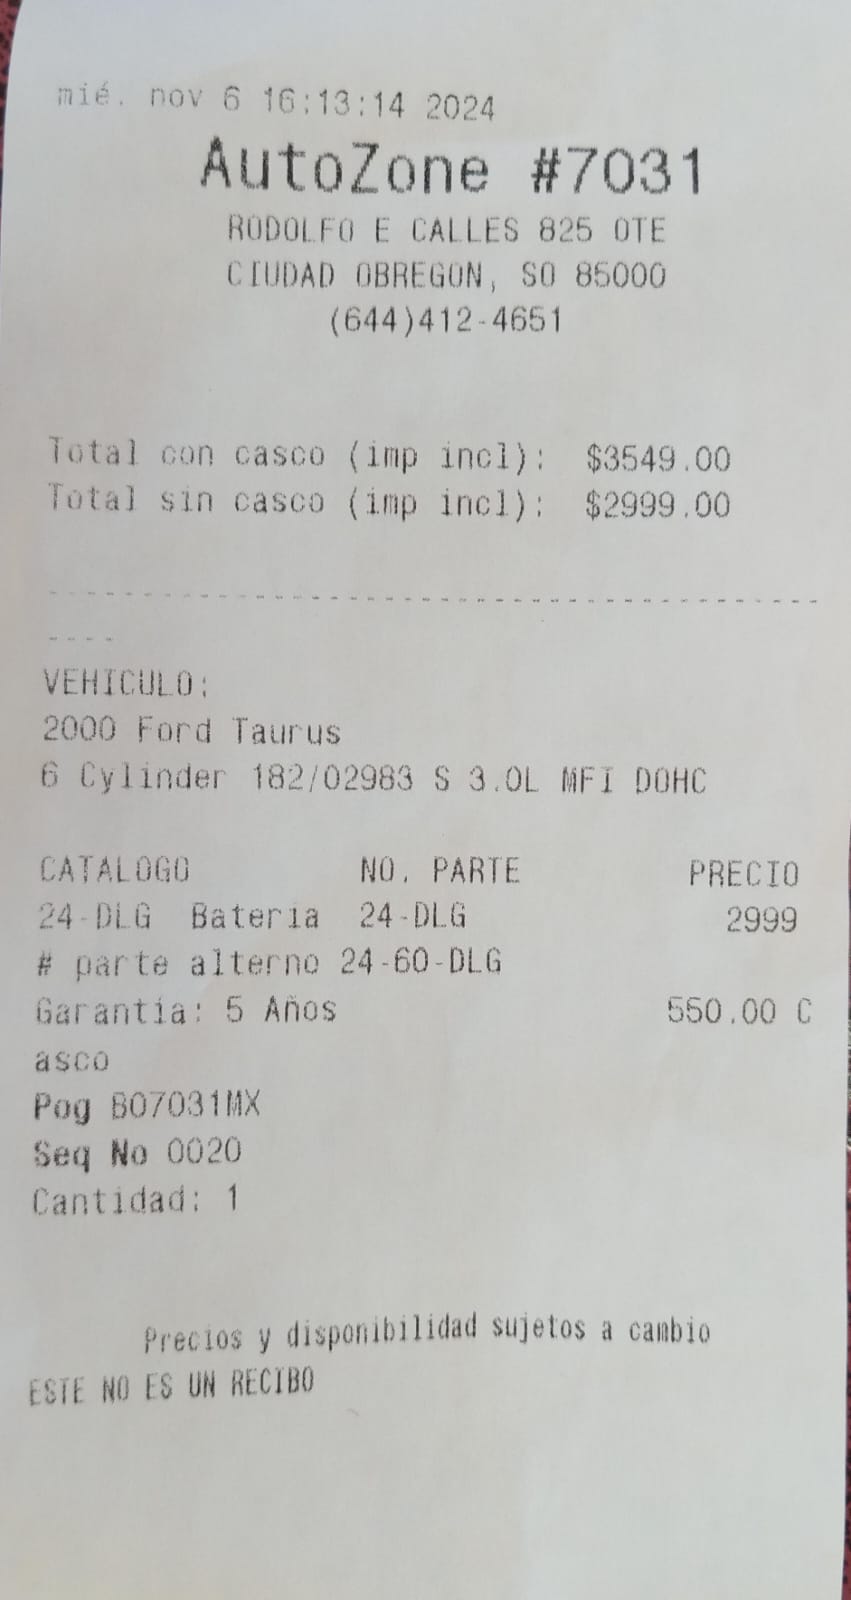 mié. nov 6 16:13:14 2024
AutoZone #7031
RODOLFO E CALLES 825 OTE
CIUDAD OBREGON, SO 85000
(644)412-4651
Total con casco (imp incl): $3549.00
Total sin casco (imp incl): $2999.00
------------------------------------------
----
VEHICULO:
2000 Ford Taurus
6 Cylinder 182/02983 S 3.0L MFI DOHC
CATALOGO NO. PARTE PRECIO
24-DLG Bateria 24-DLG 2999
# parte alterno 24-60-DLG
Garantía: 5 Años 550.00 C
asco
Pog B07031MX
Seq No 0020
Cantidad: 1
Precios y disponibilidad sujetos a cambio
ESTE NO ES UN RECIBO